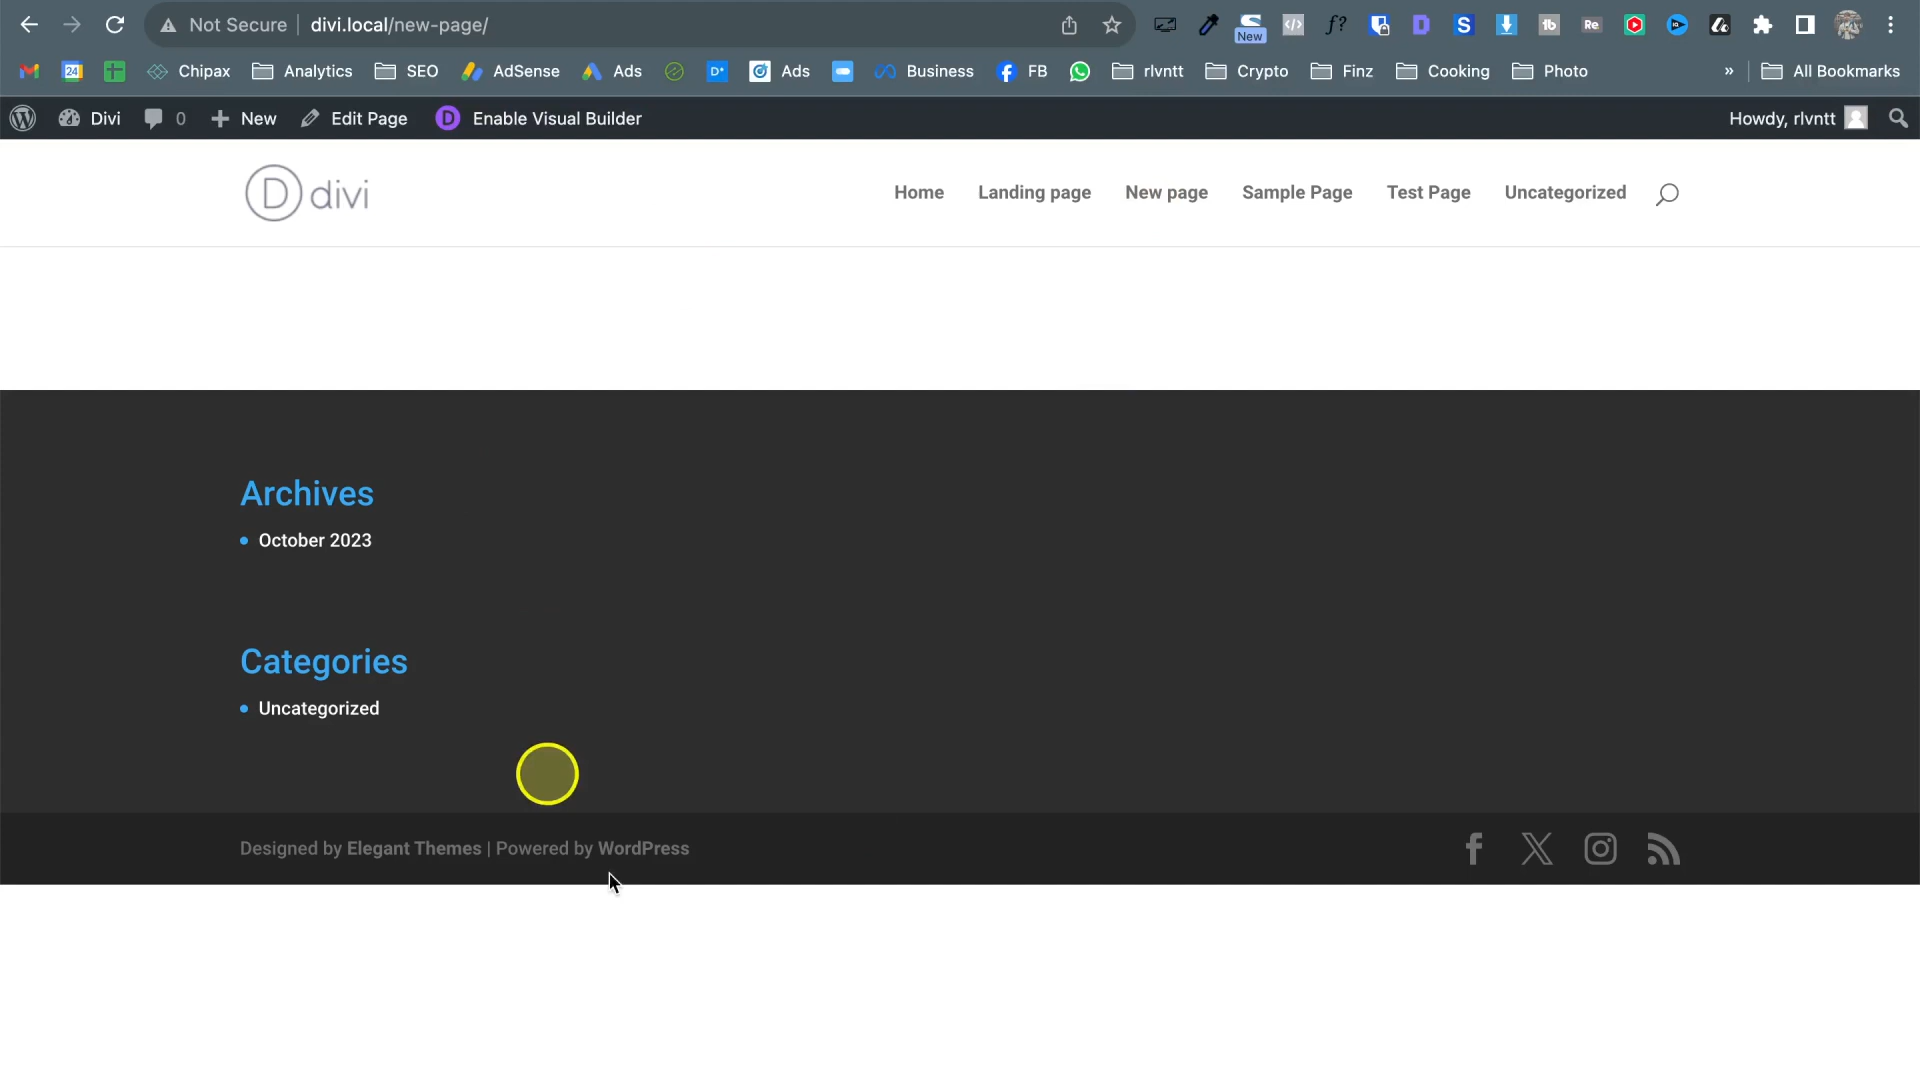 Not Secure divi.local/new-page/ New
24 Chipax Analytics SEO AdSense Ads Ads Business FB rlvntt Crypto Finz Cooking Photo » All Bookmarks
Divi 0 New Edit Page D Enable Visual Builder Howdy, rlvntt
D divi Home Landing page New page Sample Page Test Page Uncategorized
Archives
October 2023
Categories
Uncategorized
Designed by Elegant Themes | Powered by WordPress